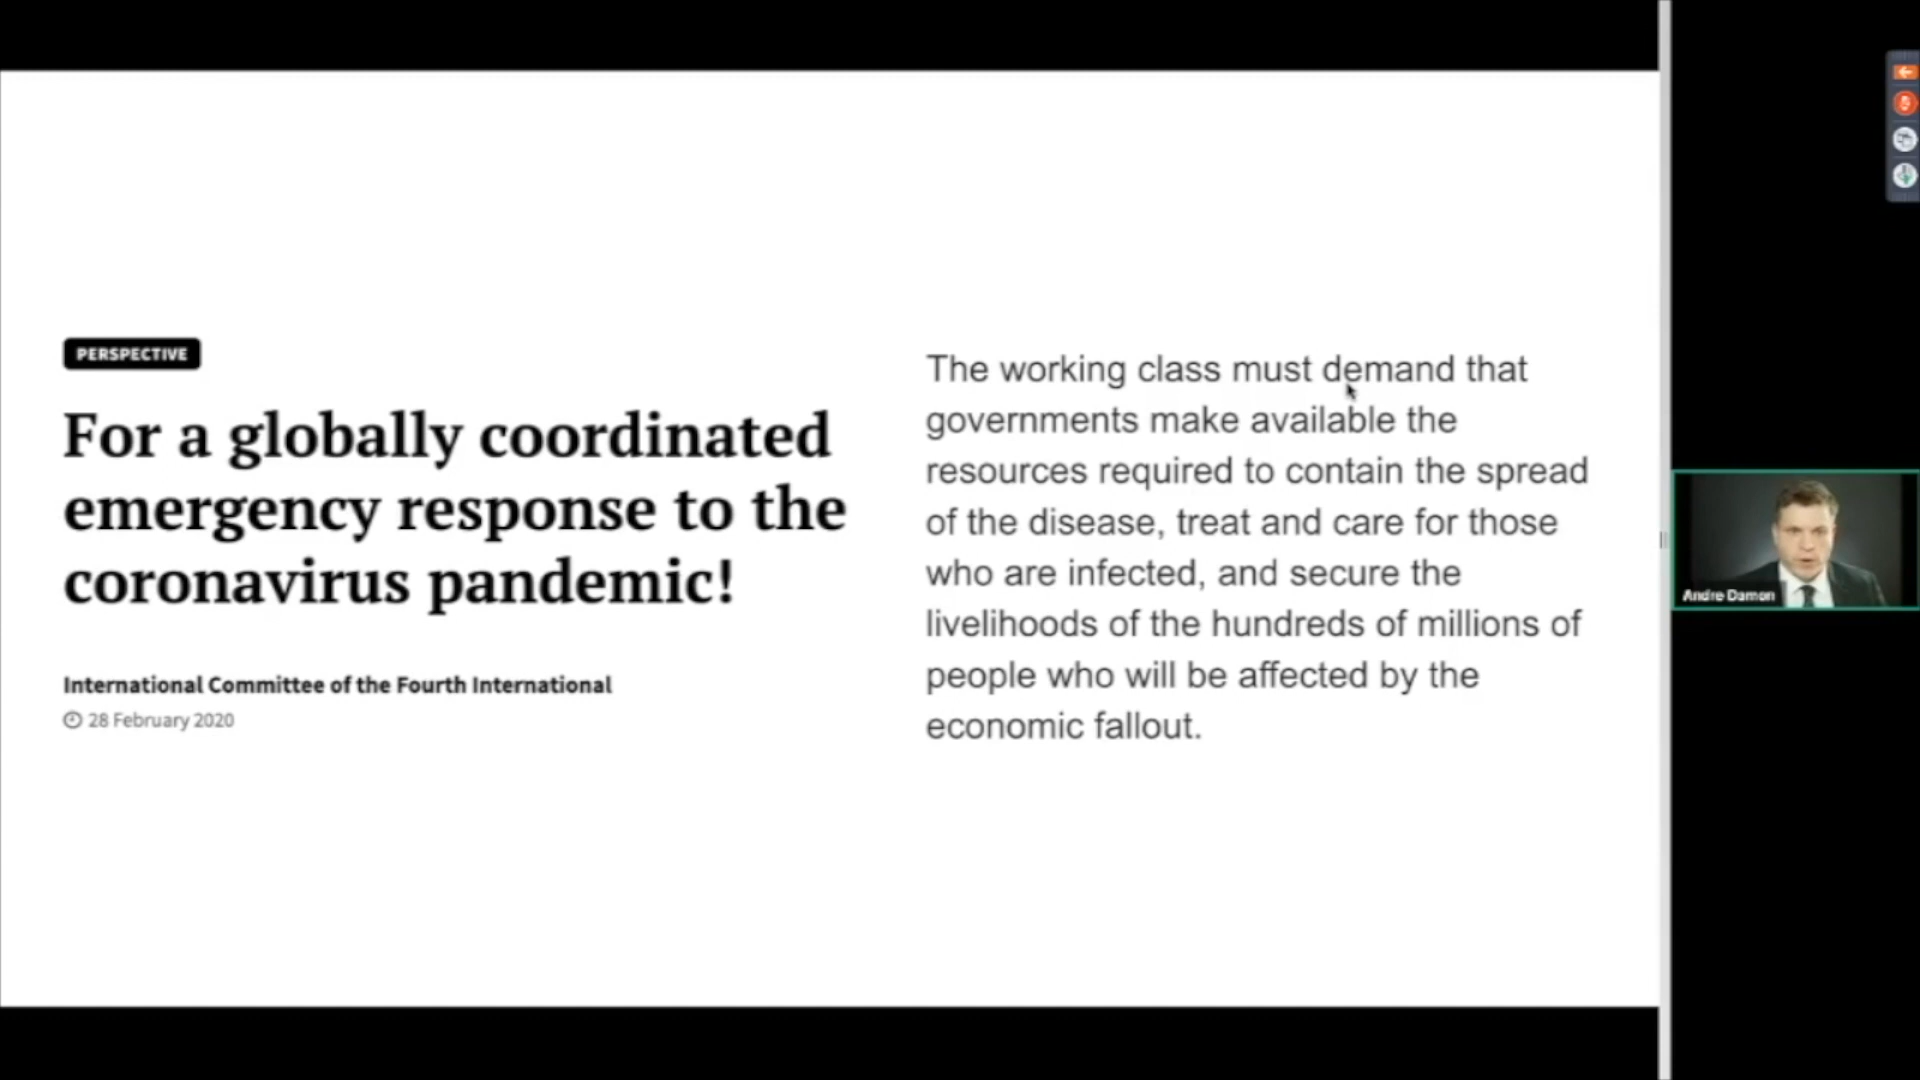 PERSPECTIVE
For a globally coordinated
emergency response to the
coronavirus pandemic!
International Committee of the Fourth International
28 February 2020
The working class must demand that
governments make available the
resources required to contain the spread
of the disease, treat and care for those
who are infected, and secure the
livelihoods of the hundreds of millions of
people who will be affected by the
economic fallout.
Andre Damon